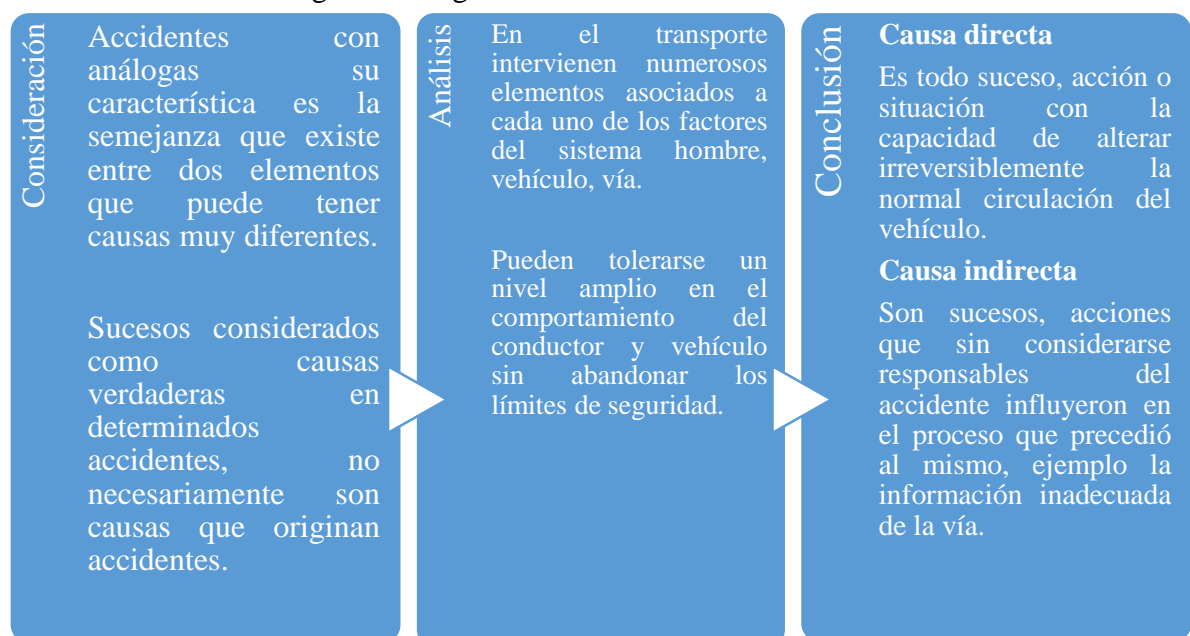 Consideración
Accidentes con
análogas su
característica es la
semejanza que existe
entre dos elementos
que puede tener
causas muy diferentes.
Sucesos considerados
como causas
verdaderas en
determinados
accidentes, no
necesariamente son
causas que originan
accidentes.
Análisis
En el transporte
intervienen numerosos
elementos asociados a
cada uno de los factores
del sistema hombre,
vehículo, vía.
Pueden tolerarse un
nivel amplio en el
comportamiento del
conductor y vehículo
sin abandonar los
límites de seguridad.
Conclusión
Causa directa
Es todo suceso, acción o
situación con la
capacidad de alterar
irreversiblemente la
normal circulación del
vehículo.
Causa indirecta
Son sucesos, acciones
que sin considerarse
responsables del
accidente influyeron en
el proceso que precedió
al mismo, ejemplo la
información inadecuada
de la vía.